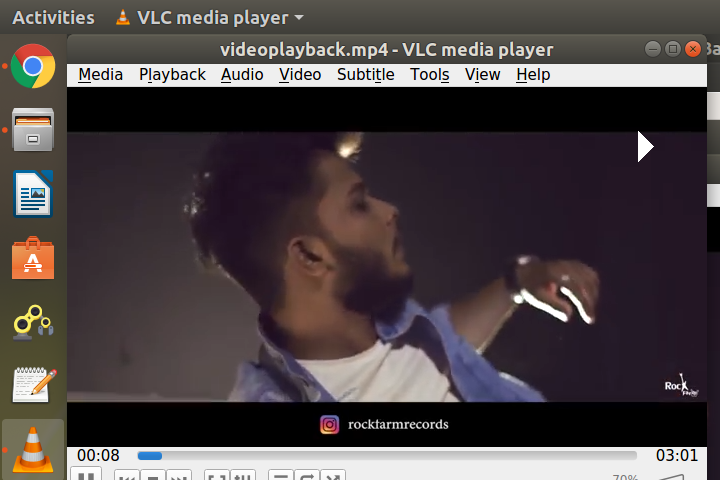 Activities VLC media player
videoplayback.mp4 - VLC media player
Media Playback Audio Video Subtitle Tools View Help
Rock
rockfarmrecords
00:08 03:01
70%